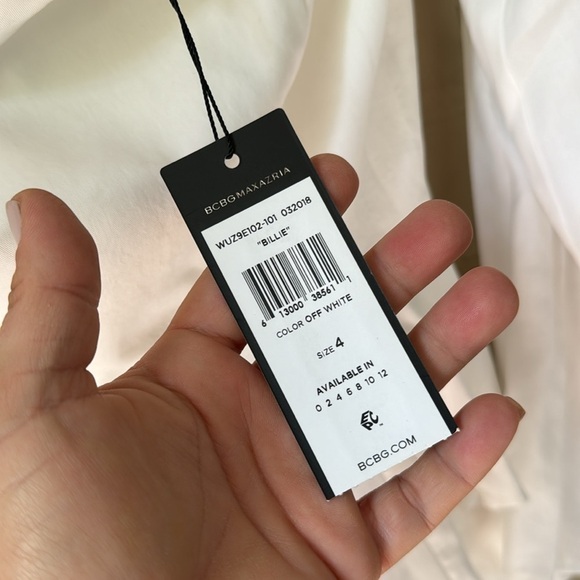 BCBGMAXAZRIA
WUZ9E102-101 032018
"BILLIE"
6 13000 38561 1
COLOR OFF WHITE
SIZE 4
AVAILABLE IN
0 2 4 6 8 10 12
BCBG.COM